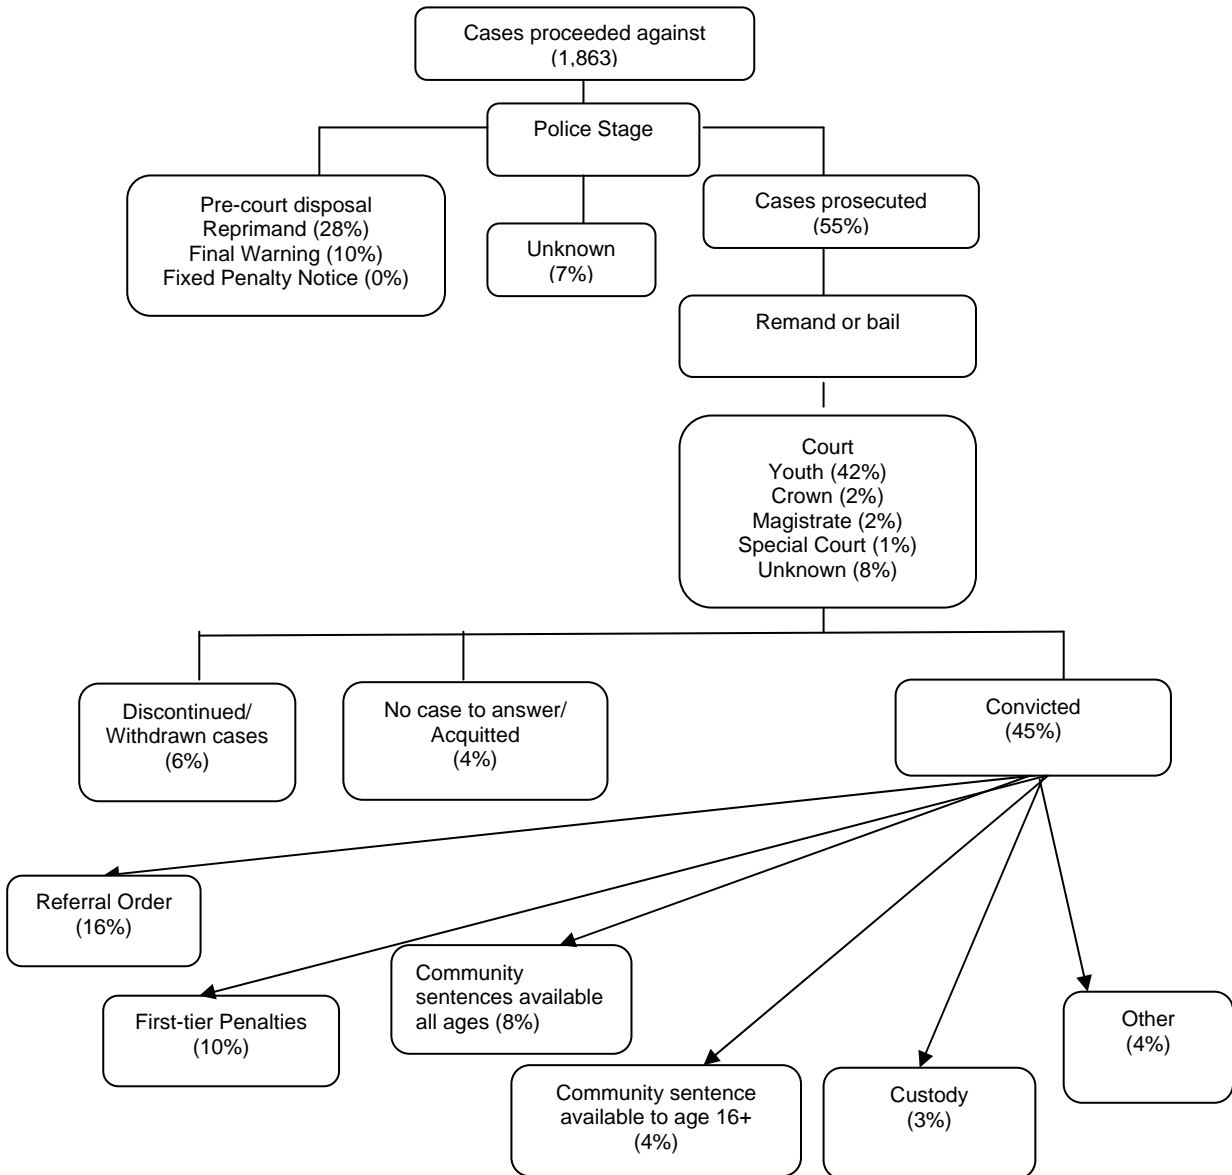 Cases proceeded against
(1,863)
Police Stage
Pre-court disposal
Reprimand (28%)
Final Warning (10%)
Fixed Penalty Notice (0%)
Unknown
(7%)
Cases prosecuted
(55%)
Remand or bail
Court
Youth (42%)
Crown (2%)
Magistrate (2%)
Special Court (1%)
Unknown (8%)
Discontinued/
Withdrawn cases
(6%)
No case to answer/
Acquitted
(4%)
Convicted
(45%)
Referral Order
(16%)
First-tier Penalties
(10%)
Community
sentences available
all ages (8%)
Community sentence
available to age 16+
(4%)
Custody
(3%)
Other
(4%)